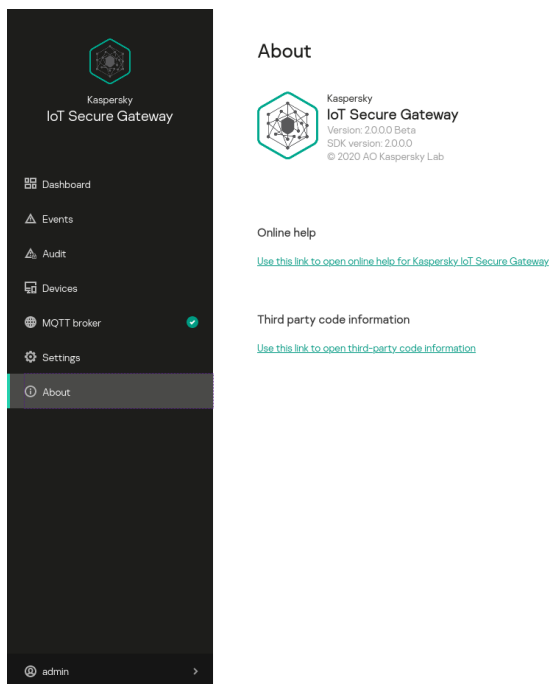 Kaspersky
IoT Secure Gateway
Dashboard
Events
Audit
Devices
MQTT broker
Settings
About
admin
About
Kaspersky
IoT Secure Gateway
Version: 2.0.0.0 Beta
SDK version: 2.0.0.0
© 2020 AO Kaspersky Lab
Online help
Use this link to open online help for Kaspersky IoT Secure Gateway
Third party code information
Use this link to open third-party code information